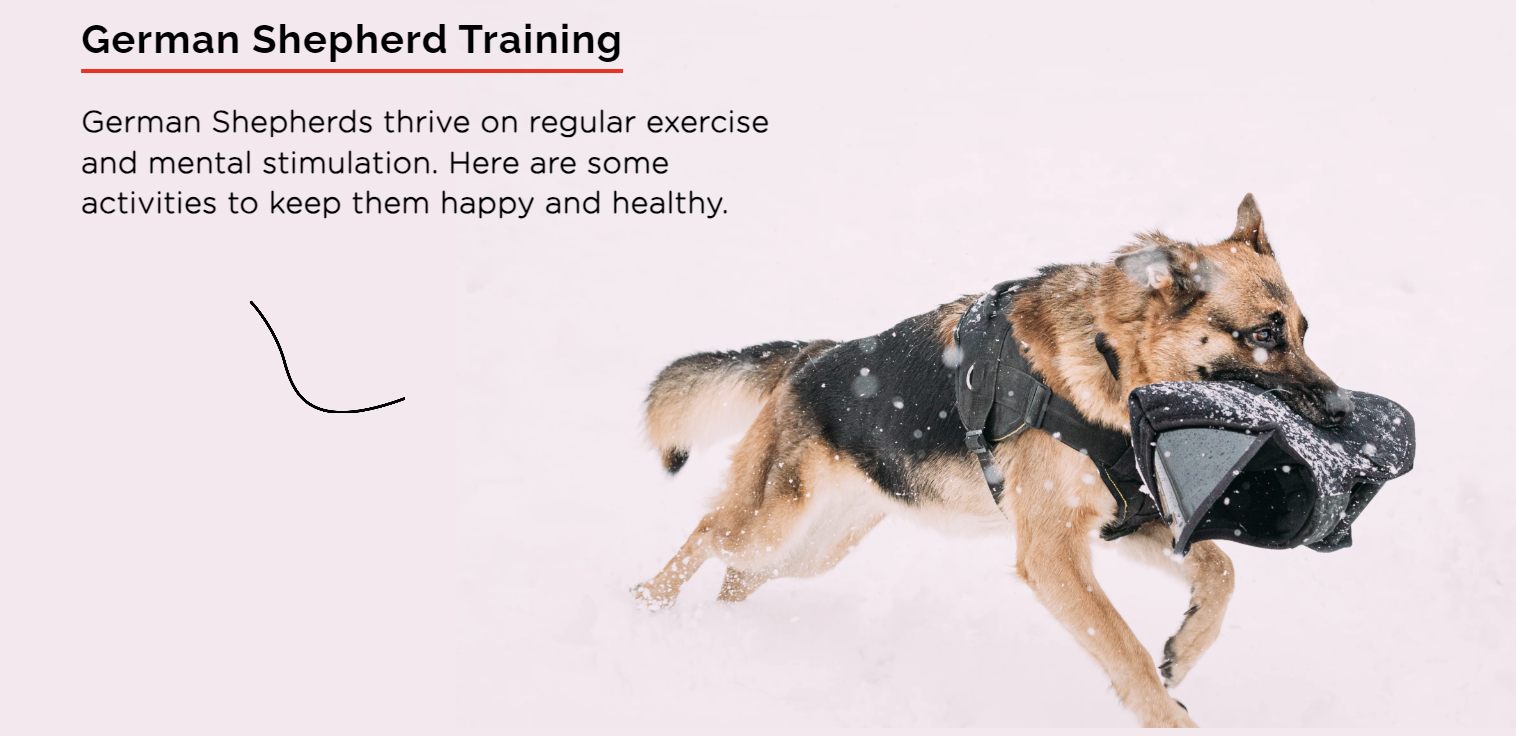 German Shepherd Training
German Shepherds thrive on regular exercise
and mental stimulation. Here are some
activities to keep them happy and healthy.